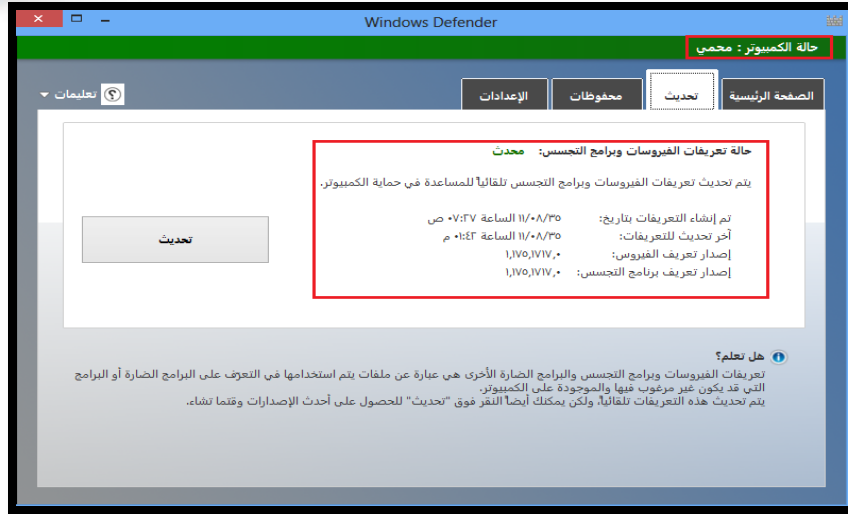 Windows Defender
حالة الكمبيوتر : محمي
الصفحة الرئيسية
تحديث
محفوظات
الإعدادات
تعليمات
حالة تعريفات الفيروسات وبرامج التجسس: محدث
يتم تحديث تعريفات الفيروسات وبرامج التجسس تلقائياً للمساعدة في حماية الكمبيوتر.
تم إنشاء التعريفات بتاريخ: ١١/٠٨/٣٥ الساعة ٠٧:٢٧ ص
آخر تحديث للتعريفات: ١١/٠٨/٣٥ الساعة ٠١:٤٢ م
إصدار تعريف الفيروس: ١,١٧٥,١٧١٧,٠
إصدار تعريف برنامج التجسس: ١,١٧٥,١٧١٧,٠
تحديث
هل تعلم؟
تعريفات الفيروسات وبرامج التجسس والبرامج الضارة الأخرى هي عبارة عن ملفات يتم استخدامها في التعرّف على البرامج الضارة أو البرامج
التي قد يكون غير مرغوب فيها والموجودة على الكمبيوتر.
يتم تحديث هذه التعريفات تلقائياً، ولكن يمكنك أيضاً النقر فوق "تحديث" للحصول على أحدث الإصدارات وقتما تشاء.